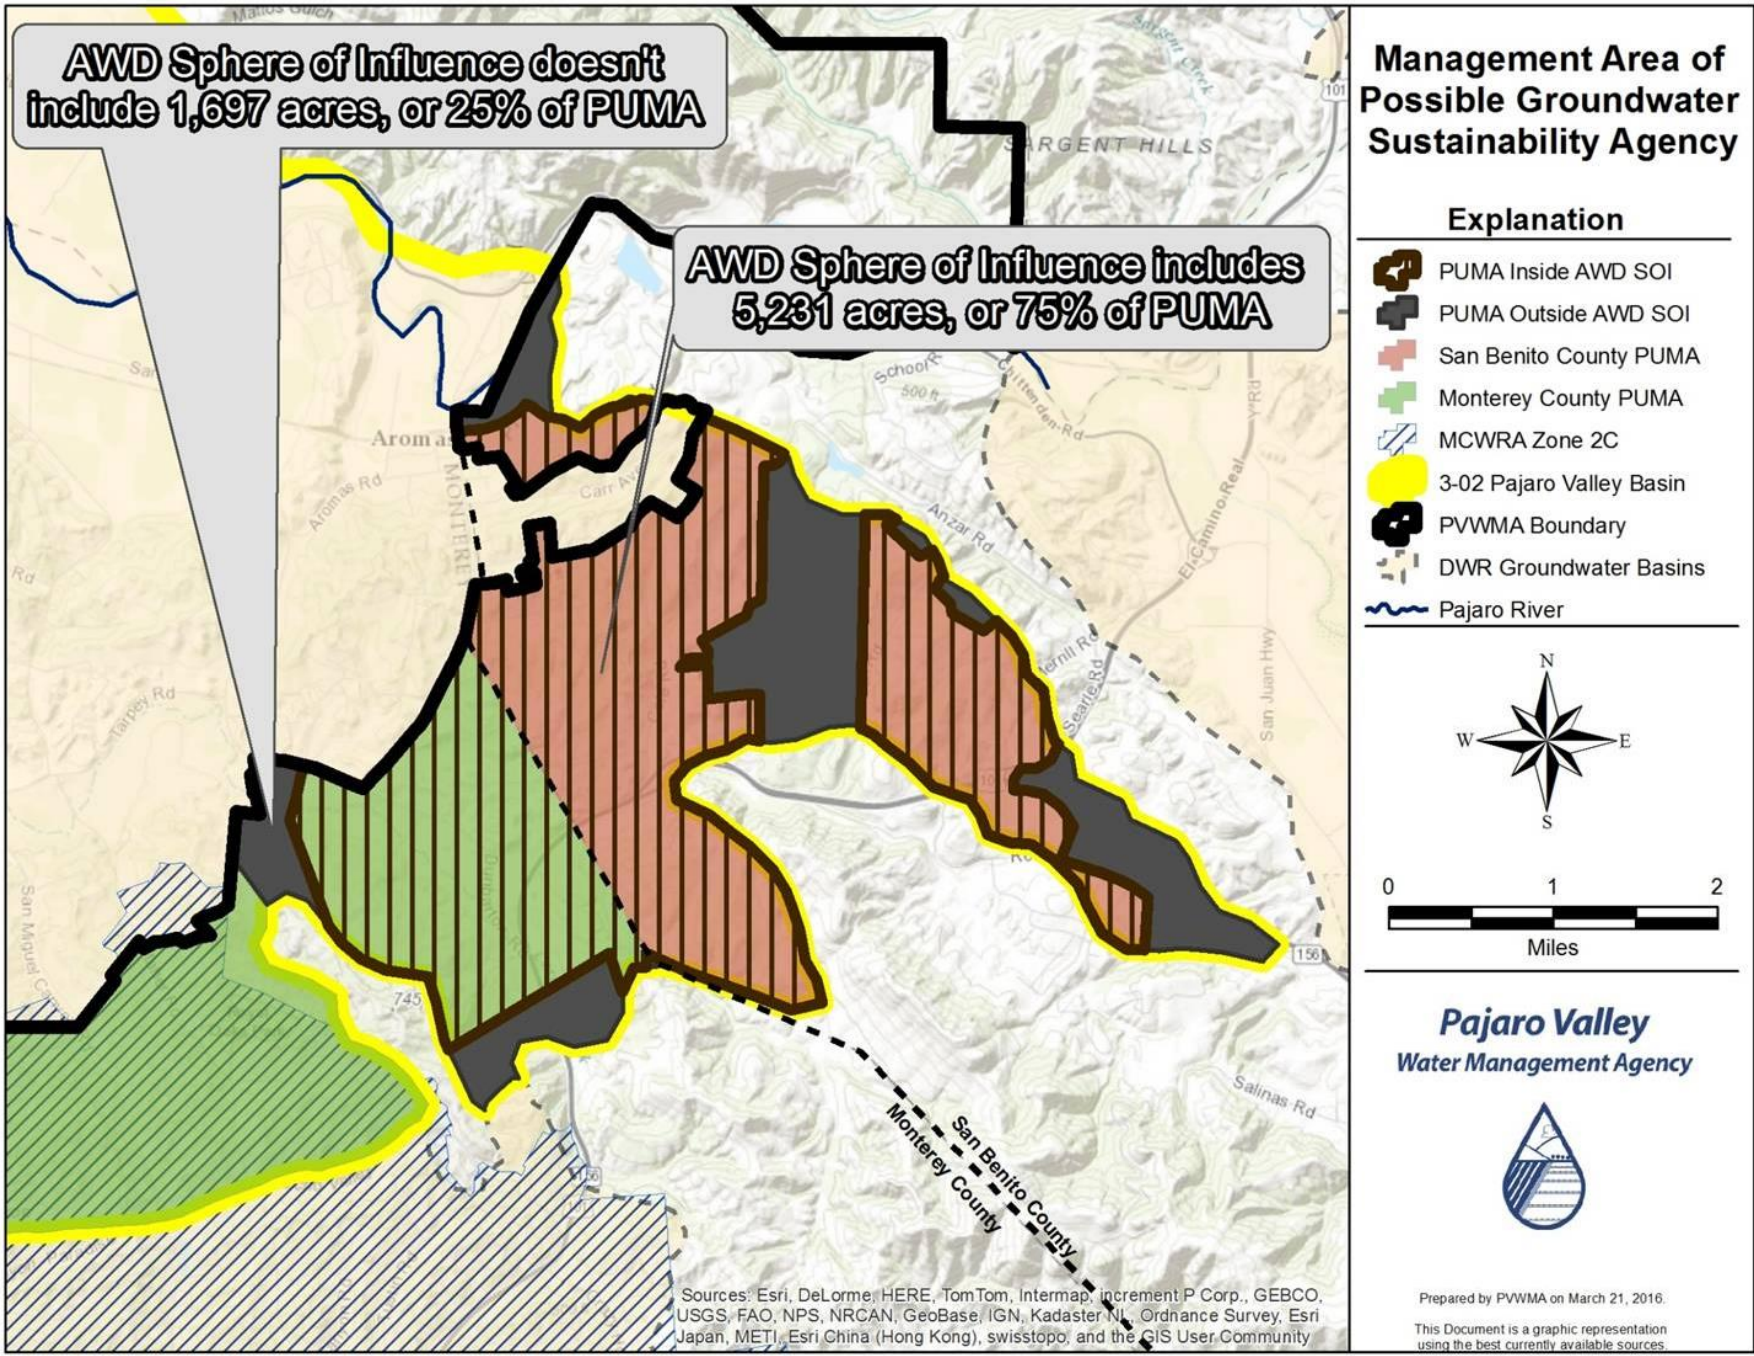 AWD Sphere of Influence doesn't
include 1,697 acres, or 25% of PUMA
AWD Sphere of Influence includes
5,231 acres, or 75% of PUMA
SARGENT HILLS
Sargent Creek
101
500 ft
Chittenden-Rd
Aromas Rd
MONTEREY
Anzar Rd
El-Camino-Real
Y Rd
San Juan Hwy
Searle Rd
Tarpey Rd
Rd
Dunbarton Rd
745
156
156
Salinas Rd
San Benito County
Monterey County
Sources: Esri, DeLorme, HERE, TomTom, Intermap, increment P Corp., GEBCO,
USGS, FAO, NPS, NRCAN, GeoBase, IGN, Kadaster NL, Ordnance Survey, Esri
Japan, METI, Esri China (Hong Kong), swisstopo, and the GIS User Community
Management Area of
Possible Groundwater
Sustainability Agency
Explanation
PUMA Inside AWD SOI
PUMA Outside AWD SOI
San Benito County PUMA
Monterey County PUMA
MCWRA Zone 2C
3-02 Pajaro Valley Basin
PVWMA Boundary
DWR Groundwater Basins
Pajaro River
N
W
E
S
0 1 2
Miles
Pajaro Valley
Water Management Agency
Prepared by PVWMA on March 21, 2016.
This Document is a graphic representation
using the best currently available sources.